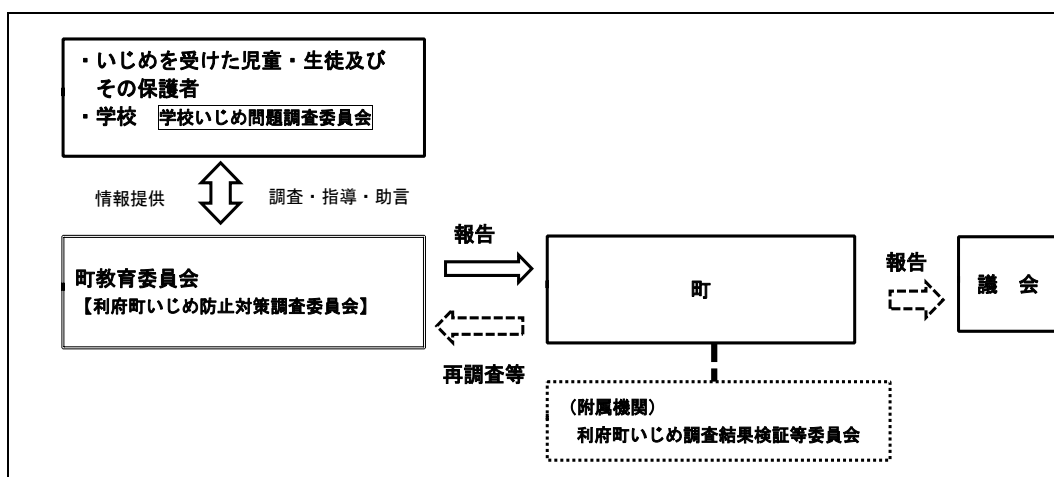 ・いじめを受けた児童・生徒及び
その保護者
・学校　学校いじめ問題調査委員会
情報提供
調査・指導・助言
町教育委員会
【利府町いじめ防止対策調査委員会】
報告
再調査等
町
報告
議　会
（附属機関）
利府町いじめ調査結果検証等委員会